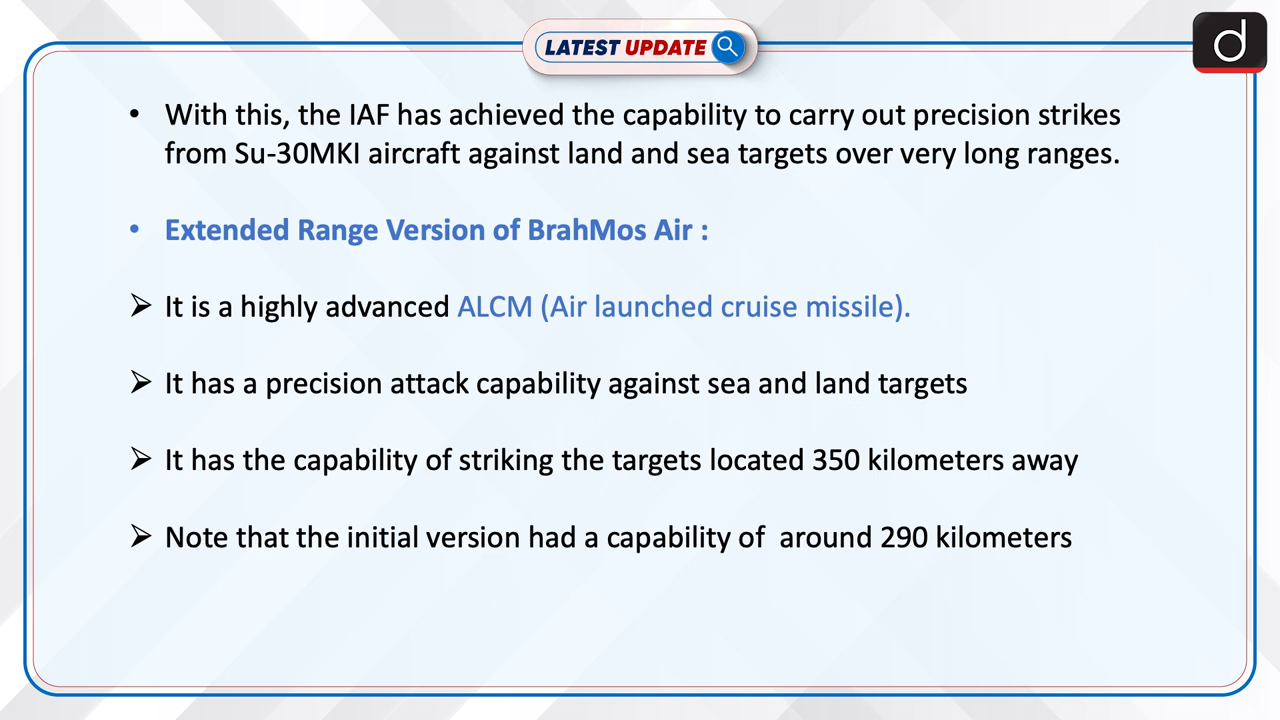 LATEST UPDATE
d
• With this, the IAF has achieved the capability to carry out precision strikes
from Su-30MKI aircraft against land and sea targets over very long ranges.
• Extended Range Version of BrahMos Air :
➢ It is a highly advanced ALCM (Air launched cruise missile).
➢ It has a precision attack capability against sea and land targets
➢ It has the capability of striking the targets located 350 kilometers away
➢ Note that the initial version had a capability of  around 290 kilometers